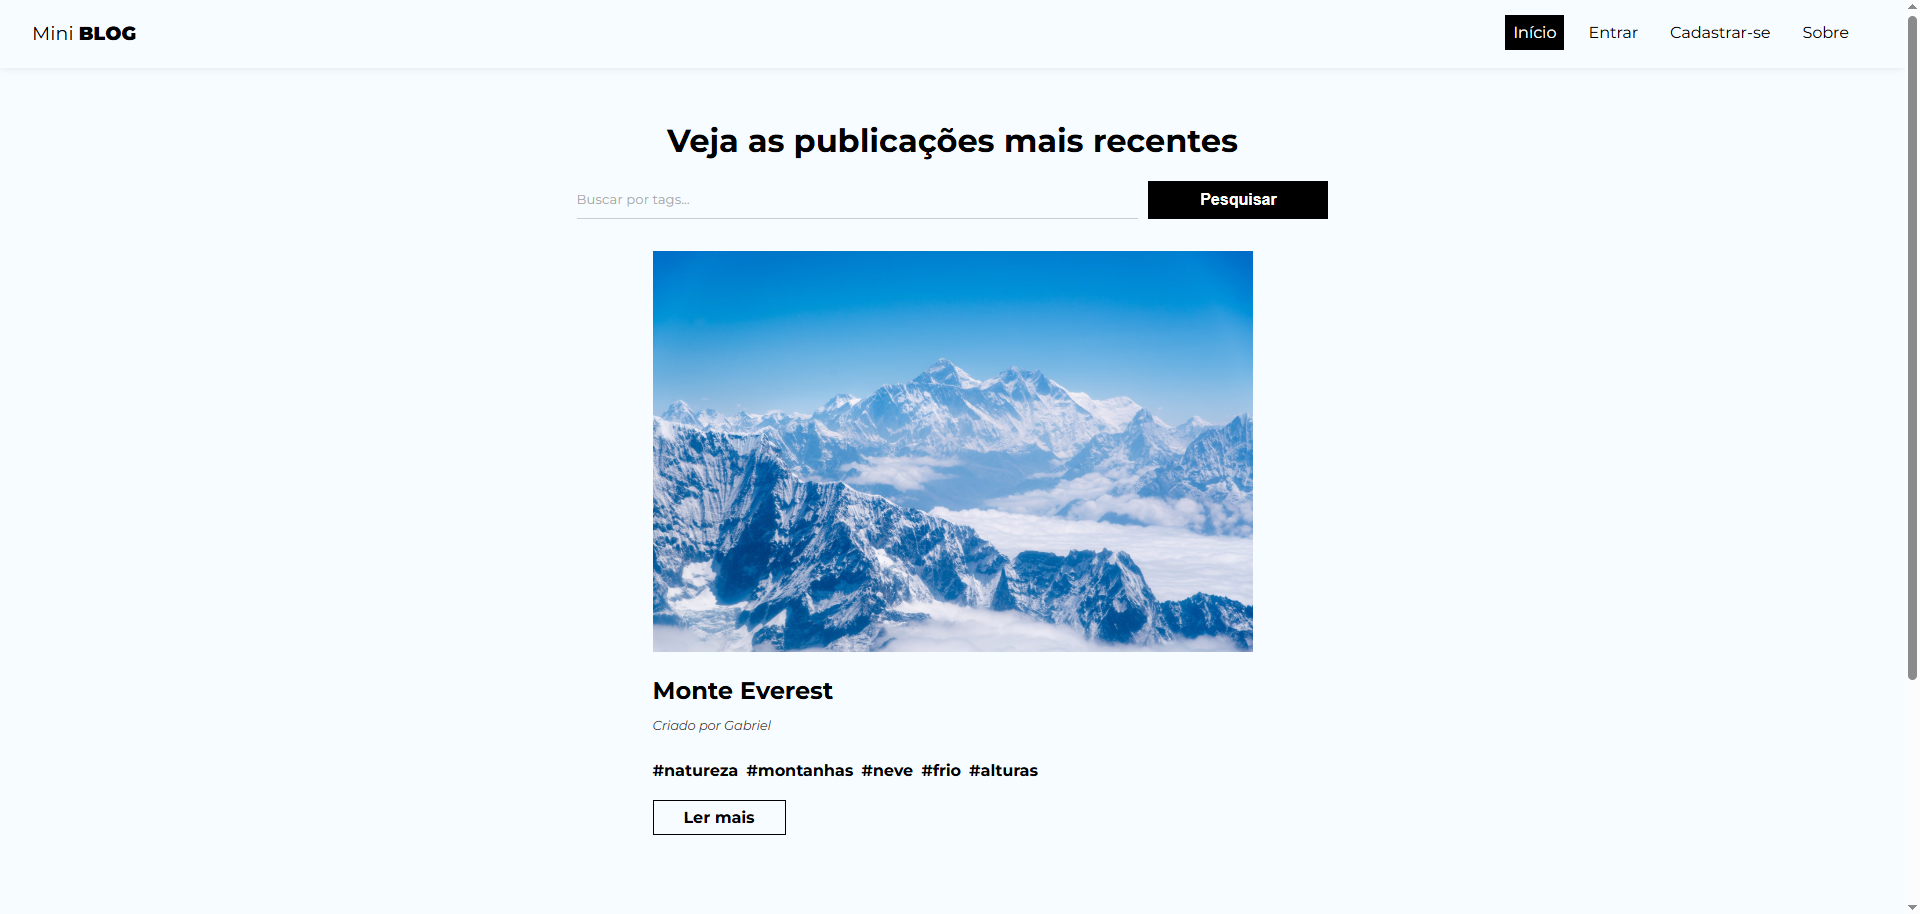 Mini BLOG
Início Entrar Cadastrar-se Sobre
Veja as publicações mais recentes
Buscar por tags...
Pesquisar
Monte Everest
Criado por Gabriel
#natureza #montanhas #neve #frio #alturas
Ler mais